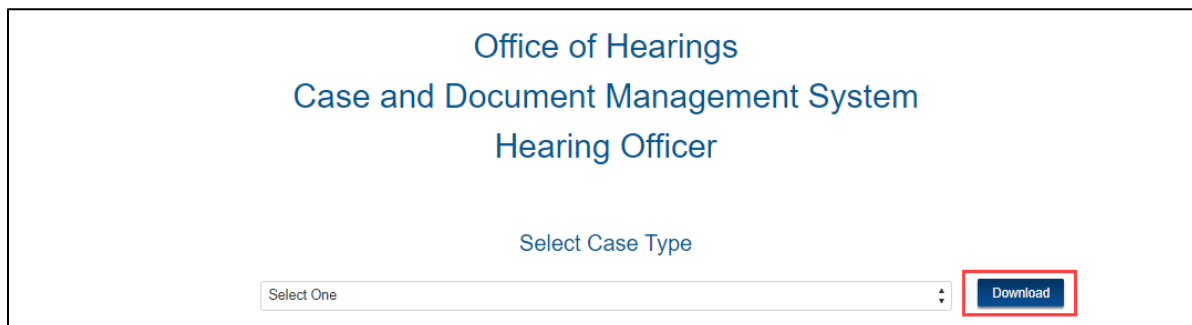 Office of Hearings
Case and Document Management System
Hearing Officer
Select Case Type
Select One
Download